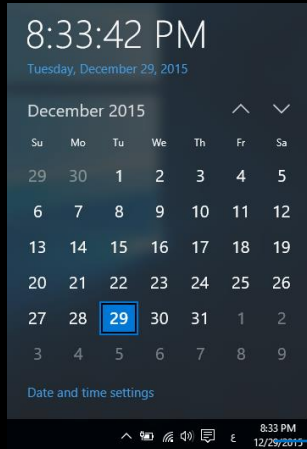 8:33:42 PM
Tuesday, December 29, 2015
December 2015
Su Mo Tu We Th Fr Sa
29 30 1 2 3 4 5
6 7 8 9 10 11 12
13 14 15 16 17 18 19
20 21 22 23 24 25 26
27 28 29 30 31 1 2
3 4 5 6 7 8 9
Date and time settings
ع 8:33 PM
12/29/2015